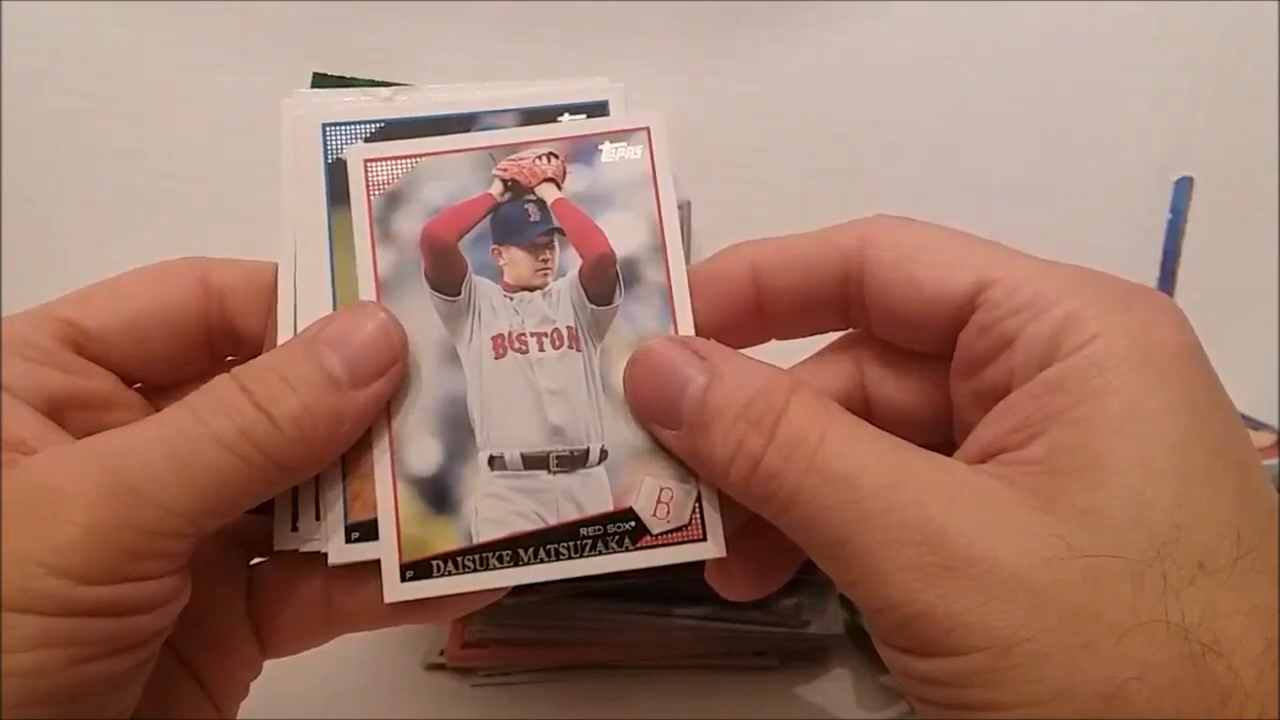 TOPPS
B
BOSTON
B
RED SOX®
P DAISUKE MATSUZAKA
P